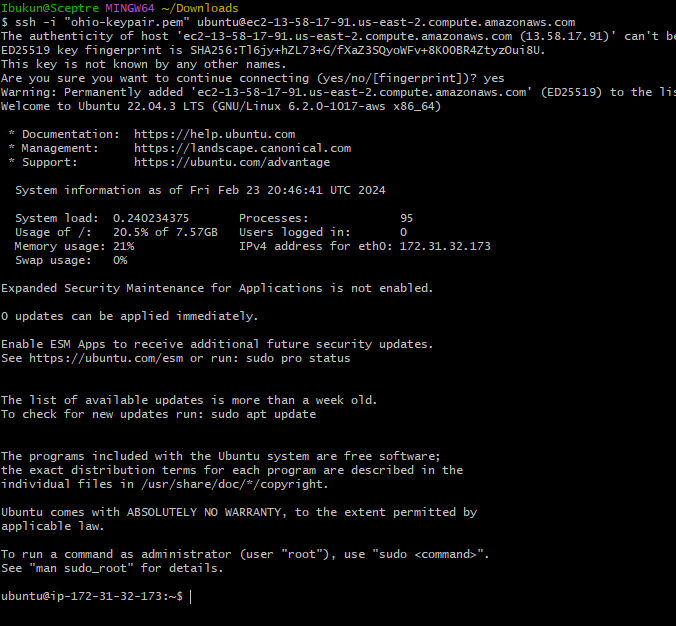 Ibukun@Sceptre MINGW64 ~/Downloads
$ ssh -i "ohio-keypair.pem" ubuntu@ec2-13-58-17-91.us-east-2.compute.amazonaws.com
The authenticity of host 'ec2-13-58-17-91.us-east-2.compute.amazonaws.com (13.58.17.91)' can't be
ED25519 key fingerprint is SHA256:Tl6jy+hZL73+G/fXaZ3SQyoWFv+8KOOBR4ZtyzOui8U.
This key is not known by any other names.
Are you sure you want to continue connecting (yes/no/[fingerprint])? yes
Warning: Permanently added 'ec2-13-58-17-91.us-east-2.compute.amazonaws.com' (ED25519) to the lis
Welcome to Ubuntu 22.04.3 LTS (GNU/Linux 6.2.0-1017-aws x86_64)

 * Documentation:  https://help.ubuntu.com
 * Management:     https://landscape.canonical.com
 * Support:        https://ubuntu.com/advantage

  System information as of Fri Feb 23 20:46:41 UTC 2024

  System load:  0.240234375       Processes:             95
  Usage of /:   20.5% of 7.57GB   Users logged in:       0
  Memory usage: 21%               IPv4 address for eth0: 172.31.32.173
  Swap usage:   0%

Expanded Security Maintenance for Applications is not enabled.

0 updates can be applied immediately.

Enable ESM Apps to receive additional future security updates.
See https://ubuntu.com/esm or run: sudo pro status

The list of available updates is more than a week old.
To check for new updates run: sudo apt update

The programs included with the Ubuntu system are free software;
the exact distribution terms for each program are described in the
individual files in /usr/share/doc/*/copyright.

Ubuntu comes with ABSOLUTELY NO WARRANTY, to the extent permitted by
applicable law.

To run a command as administrator (user "root"), use "sudo <command>".
See "man sudo_root" for details.

ubuntu@ip-172-31-32-173:~$